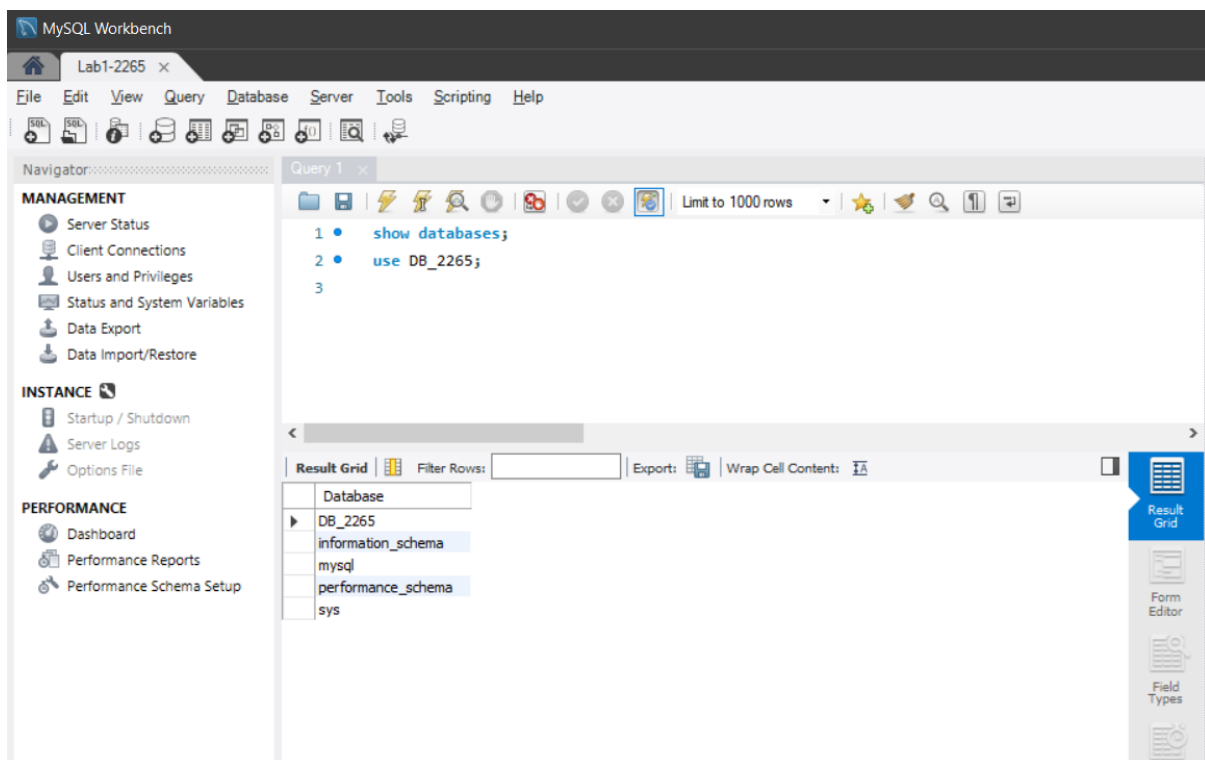 MySQL Workbench
Lab1-2265 ×
File Edit View Query Database Server Tools Scripting Help
Navigator
MANAGEMENT
Server Status
Client Connections
Users and Privileges
Status and System Variables
Data Export
Data Import/Restore
INSTANCE
Startup / Shutdown
Server Logs
Options File
PERFORMANCE
Dashboard
Performance Reports
Performance Schema Setup
Query 1 ×
Limit to 1000 rows
1 show databases;
2 use DB_2265;
3
Result Grid Filter Rows: Export: Wrap Cell Content:
Database
DB_2265
information_schema
mysql
performance_schema
sys
Result
Grid
Form
Editor
Field
Types